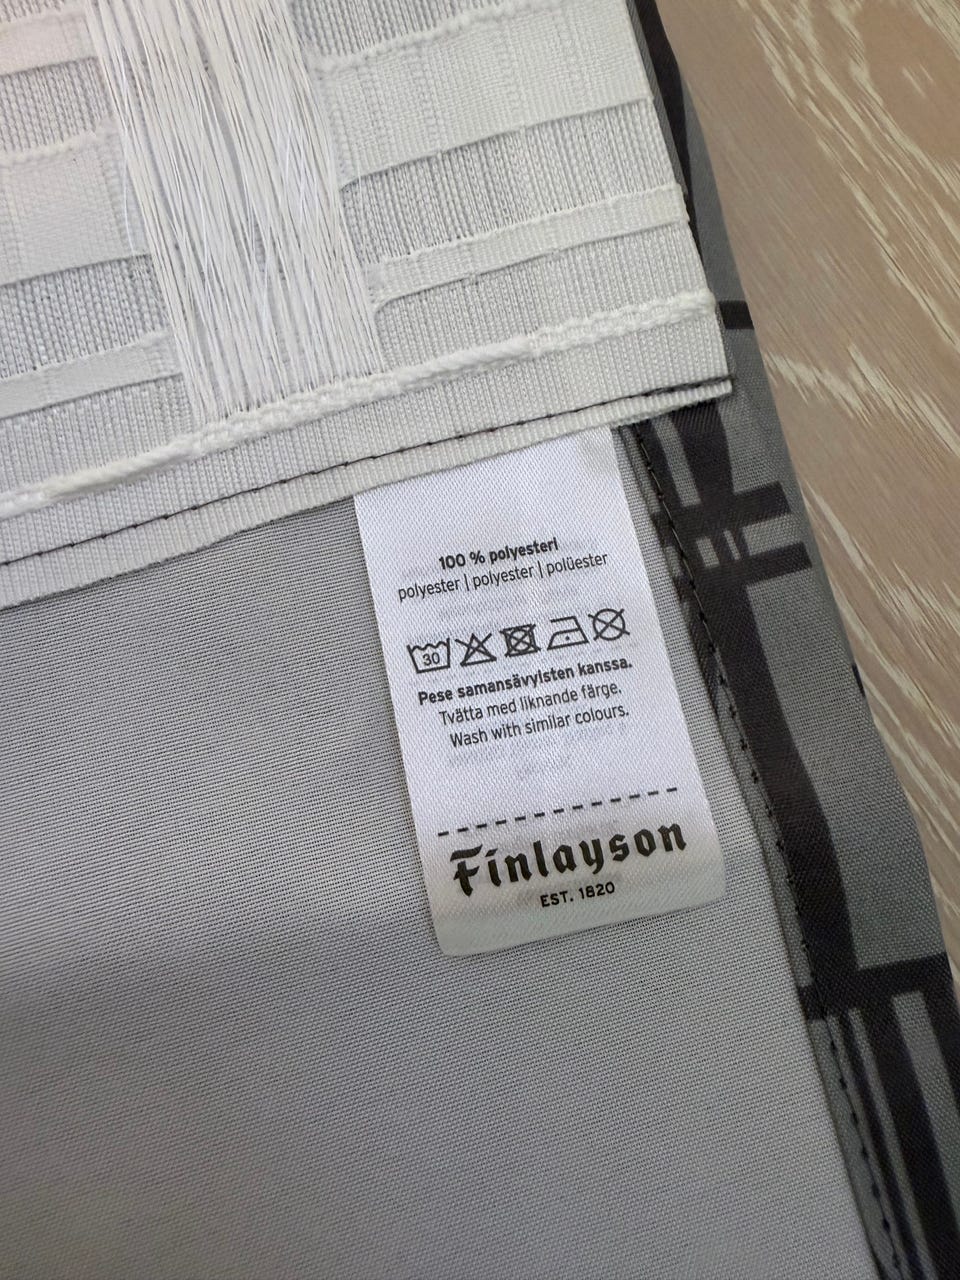 100 % polyesteri
polyester | polyester | polüester
30
Pese samansävyisten kanssa.
Tvätta med liknande färge.
Wash with similar colours.
Finlayson
EST. 1820